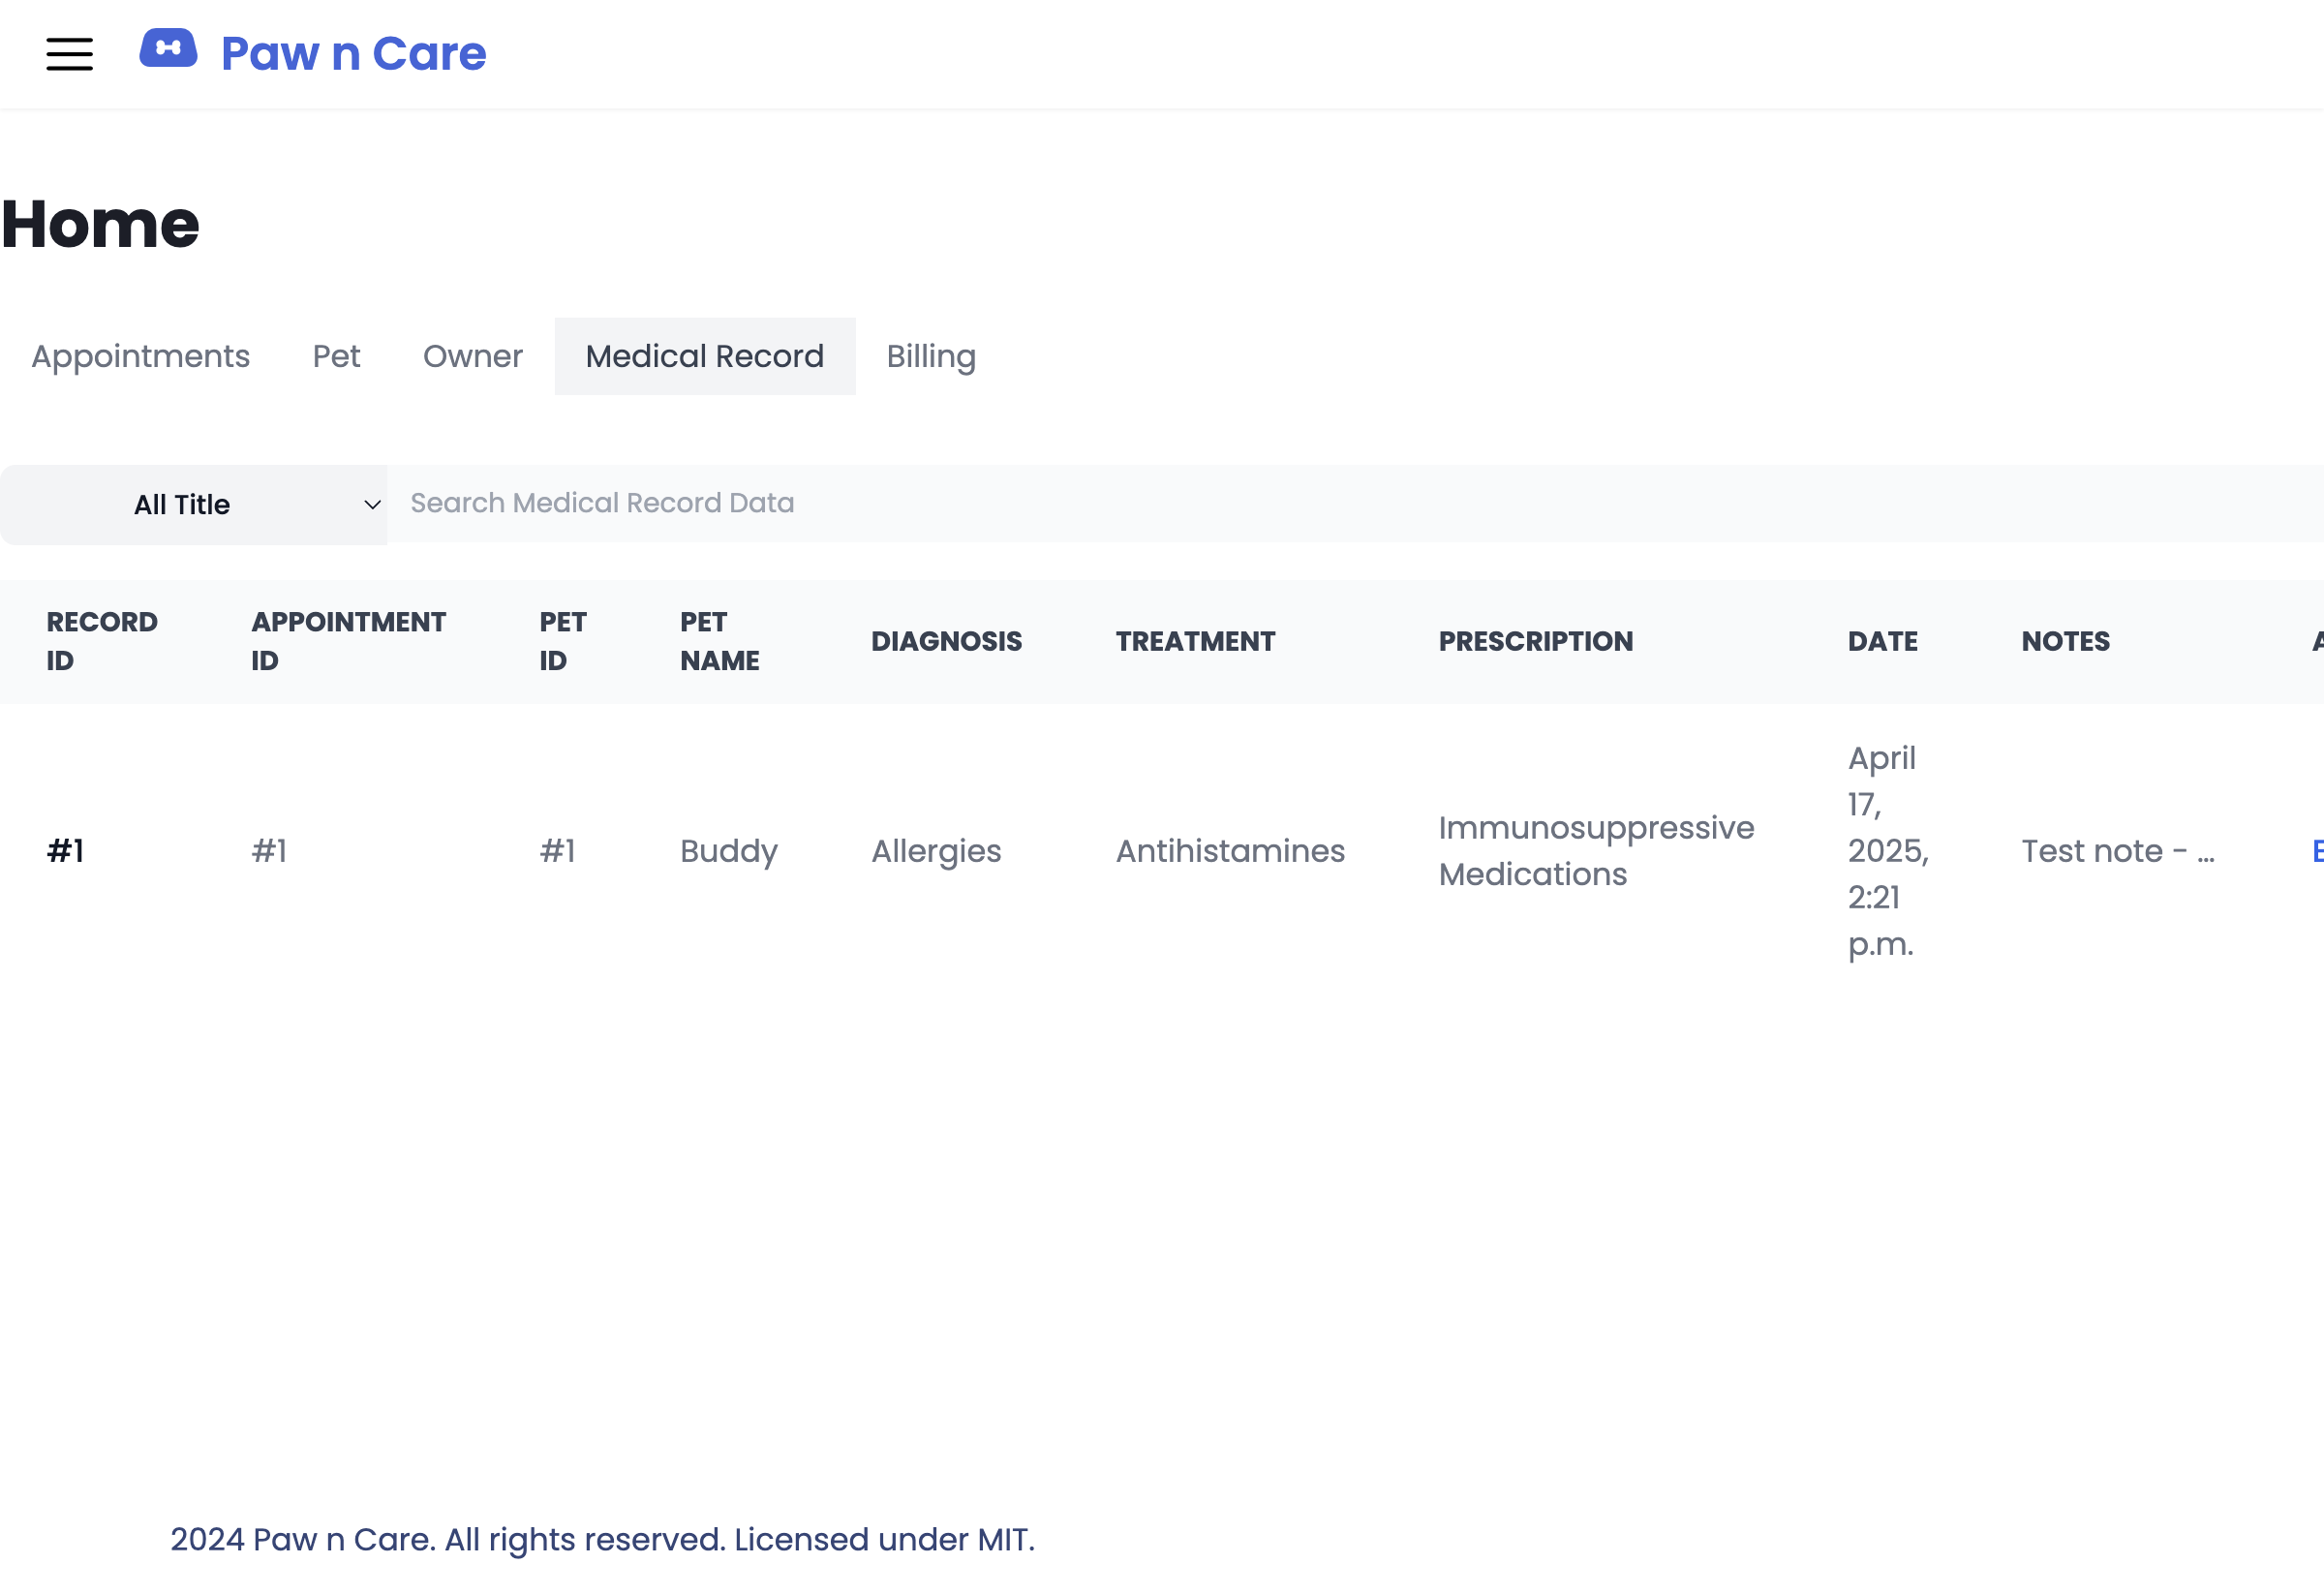 Paw n Care
Home
Appointments Pet Owner Medical Record Billing
All Title Search Medical Record Data
RECORD ID APPOINTMENT ID PET ID PET NAME DIAGNOSIS TREATMENT PRESCRIPTION DATE NOTES
#1 #1 #1 Buddy Allergies Antihistamines Immunosuppressive Medications April 17, 2025, 2:21 p.m. Test note - ...
2024 Paw n Care. All rights reserved. Licensed under MIT.